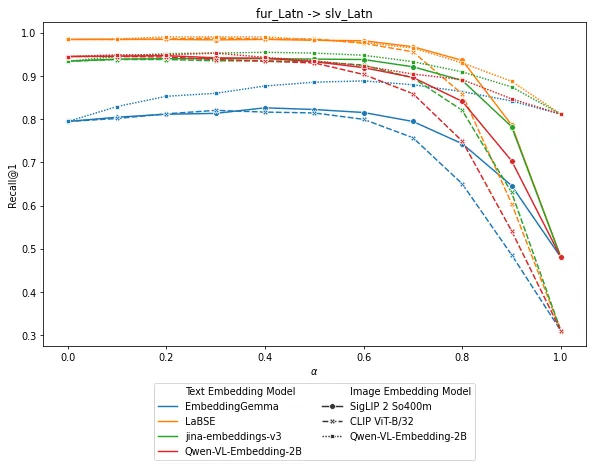 fur_Latn -> slv_Latn
Recall@1
1.0
0.9
0.8
0.7
0.6
0.5
0.4
0.3
0.0
0.2
0.4
0.6
0.8
1.0
α
Text Embedding Model
EmbeddingGemma
LaBSE
jina-embeddings-v3
Qwen-VL-Embedding-2B
Image Embedding Model
SigLIP 2 So400m
CLIP ViT-B/32
Qwen-VL-Embedding-2B